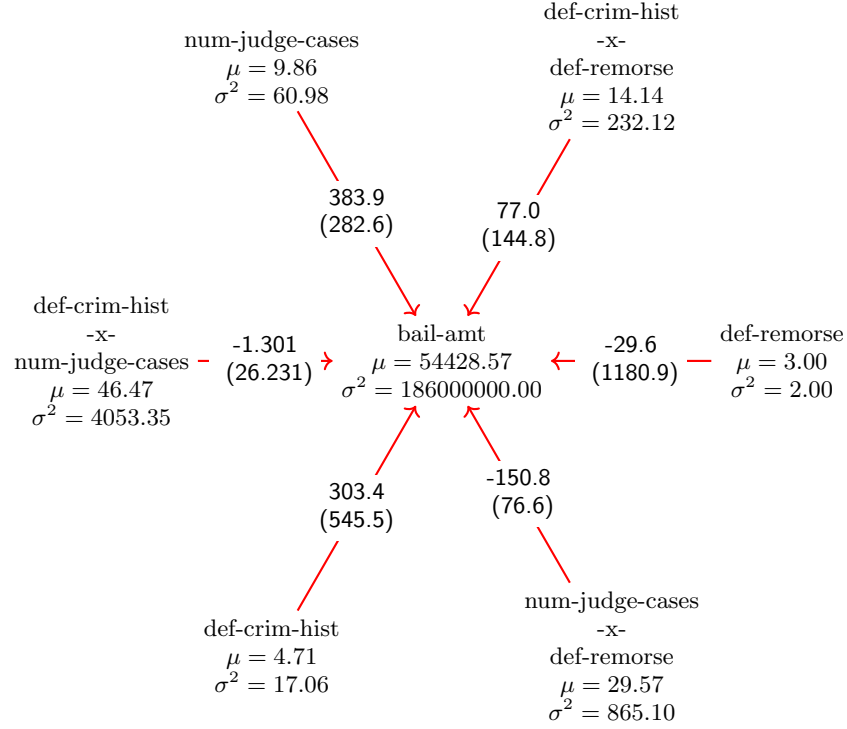 def-crim-hist
-x-
def-remorse
μ = 14.14
σ² = 232.12
num-judge-cases
μ = 9.86
σ² = 60.98
383.9
(282.6)
77.0
(144.8)
def-crim-hist
-x-
num-judge-cases
μ = 46.47
σ² = 4053.35
-1.301
(26.231)
bail-amt
μ = 54428.57
σ² = 186000000.00
-29.6
(1180.9)
def-remorse
μ = 3.00
σ² = 2.00
303.4
(545.5)
-150.8
(76.6)
def-crim-hist
μ = 4.71
σ² = 17.06
num-judge-cases
-x-
def-remorse
μ = 29.57
σ² = 865.10